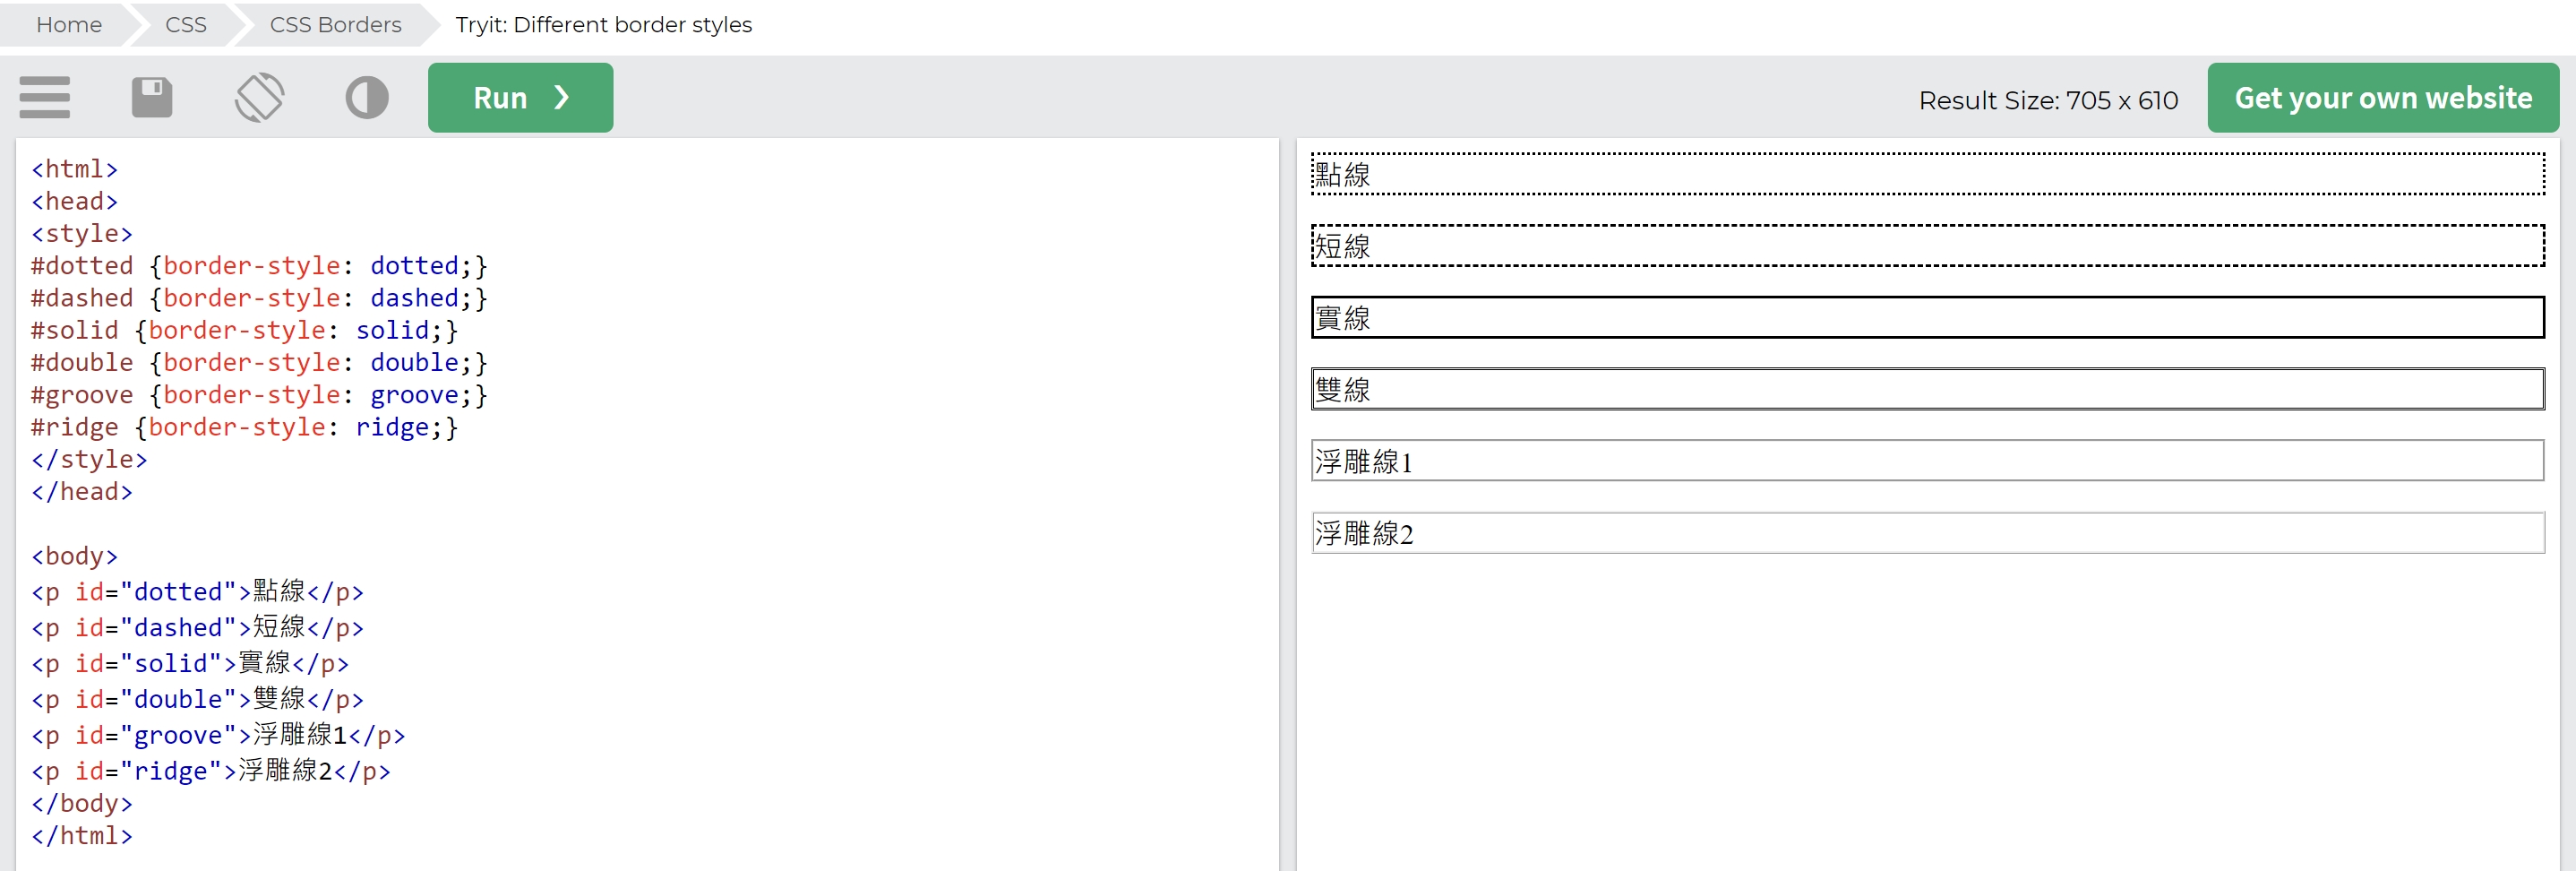 Home CSS CSS Borders Tryit: Different border styles
Run ❯ Result Size: 705 x 610 Get your own website
<html>
<head>
<style>
#dotted {border-style: dotted;}
#dashed {border-style: dashed;}
#solid {border-style: solid;}
#double {border-style: double;}
#groove {border-style: groove;}
#ridge {border-style: ridge;}
</style>
</head>

<body>
<p id="dotted">點線</p>
<p id="dashed">短線</p>
<p id="solid">實線</p>
<p id="double">雙線</p>
<p id="groove">浮雕線1</p>
<p id="ridge">浮雕線2</p>
</body>
</html>
點線
短線
實線
雙線
浮雕線1
浮雕線2